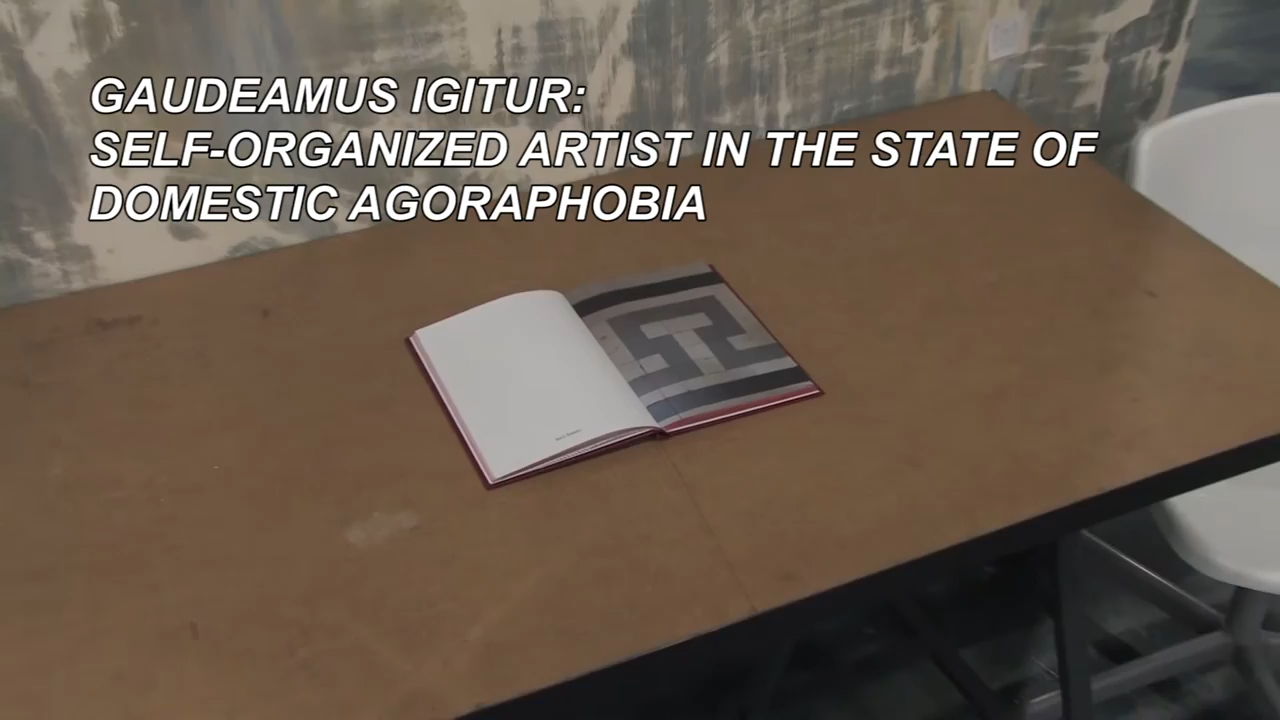 GAUDEAMUS IGITUR:
SELF-ORGANIZED ARTIST IN THE STATE OF
DOMESTIC AGORAPHOBIA